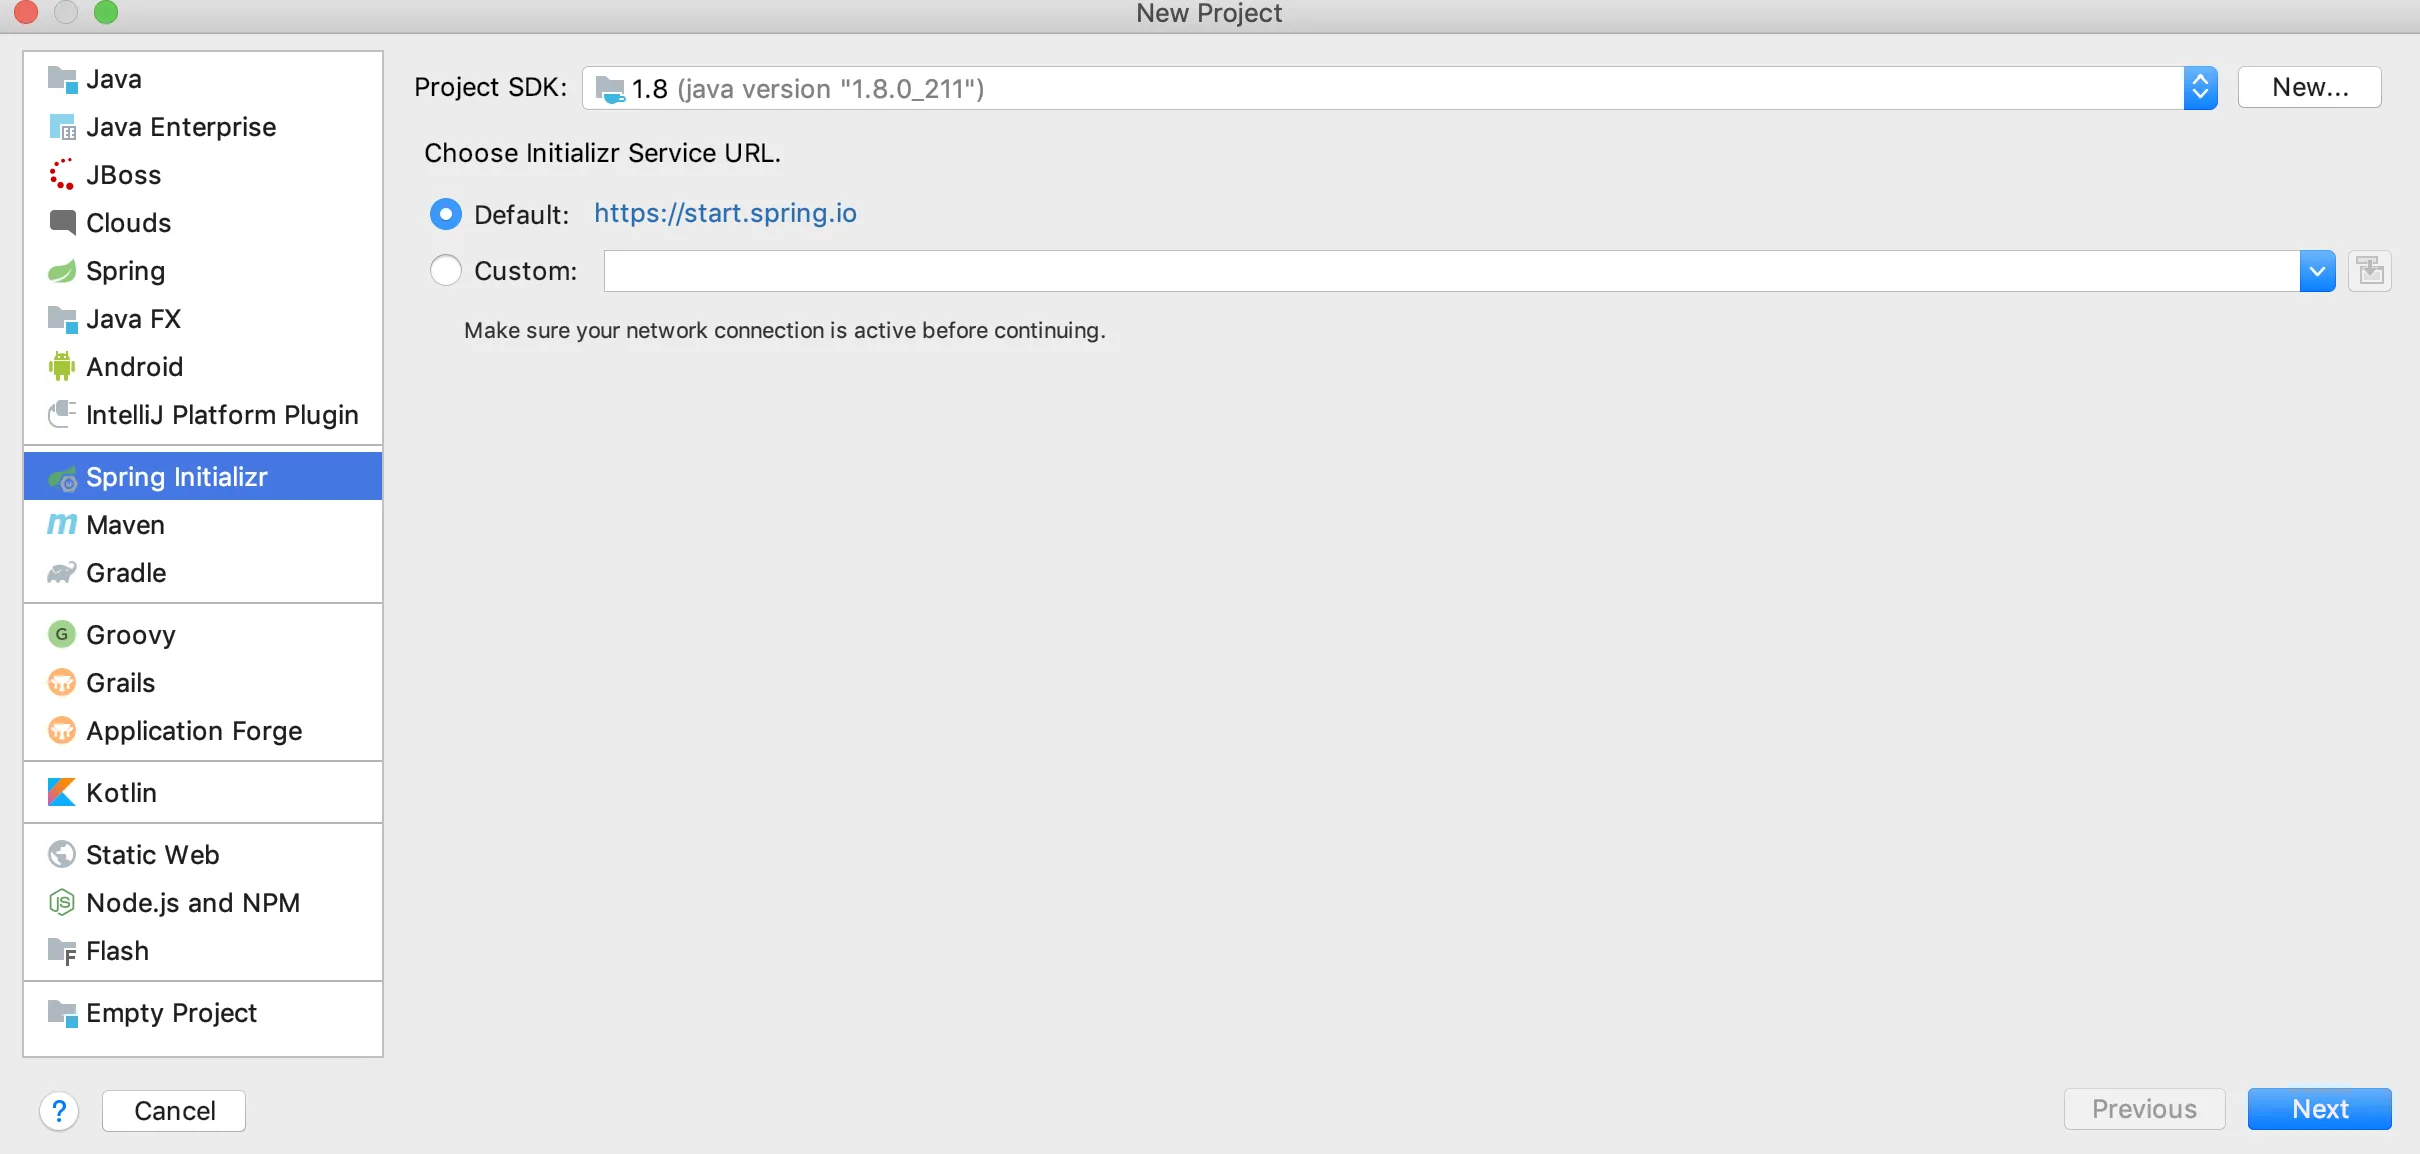 New Project
Java
Java Enterprise
JBoss
Clouds
Spring
Java FX
Android
IntelliJ Platform Plugin
Spring Initializr
Maven
Gradle
G Groovy
Grails
Application Forge
Kotlin
Static Web
Node.js and NPM
Flash
Empty Project
Project SDK: 1.8 (java version "1.8.0_211") New...
Choose Initializr Service URL.
Default: https://start.spring.io
Custom:
Make sure your network connection is active before continuing.
? Cancel Previous Next